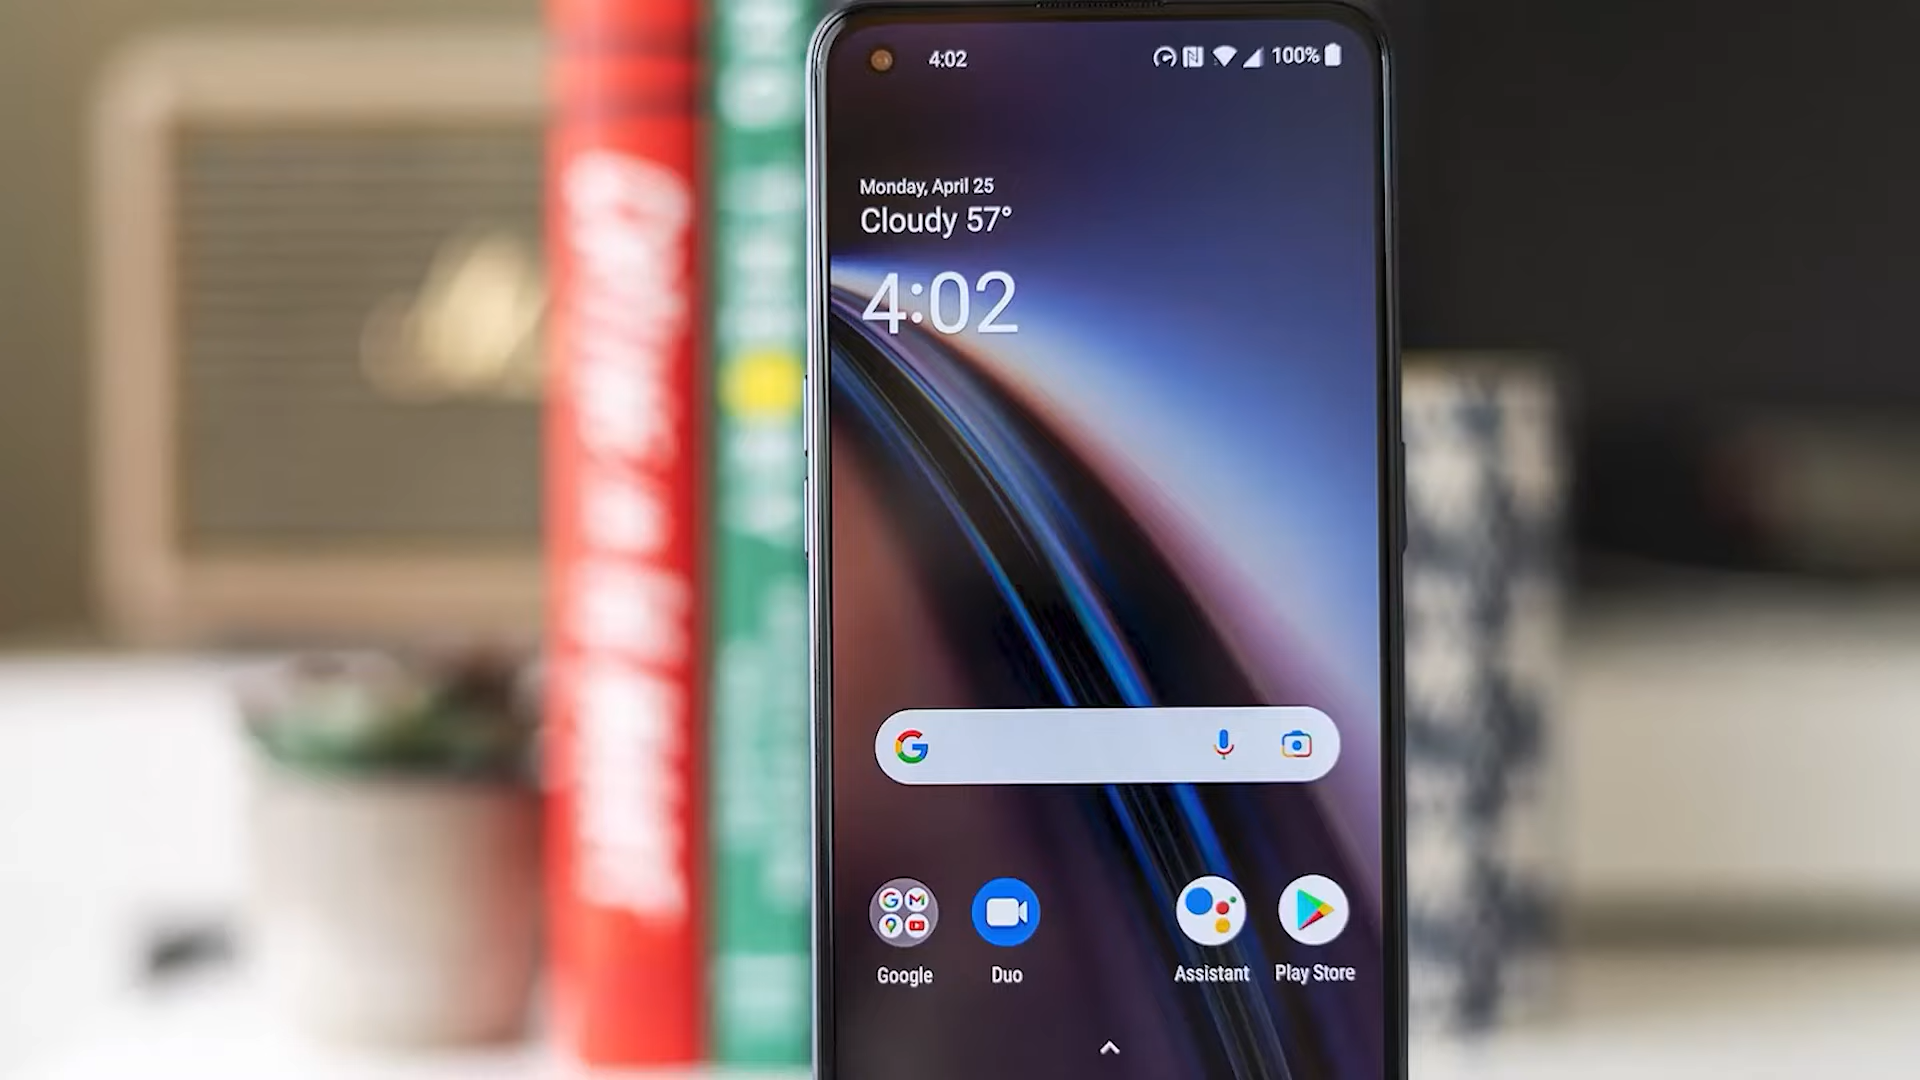 4:02
100%
Monday, April 25
Cloudy 57°
4:02
Google
Duo
Assistant
Play Store